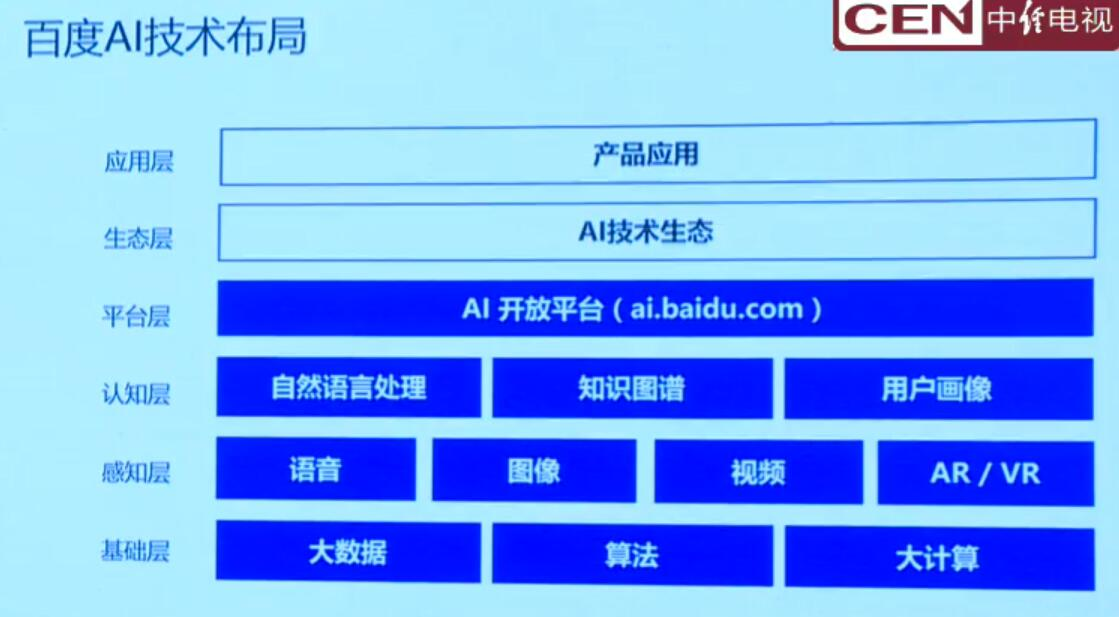 百度AI技术布局
CEN 中经电视
应用层
产品应用
生态层
AI技术生态
平台层
AI 开放平台（ai.baidu.com）
认知层
自然语言处理
知识图谱
用户画像
感知层
语音
图像
视频
AR / VR
基础层
大数据
算法
大计算